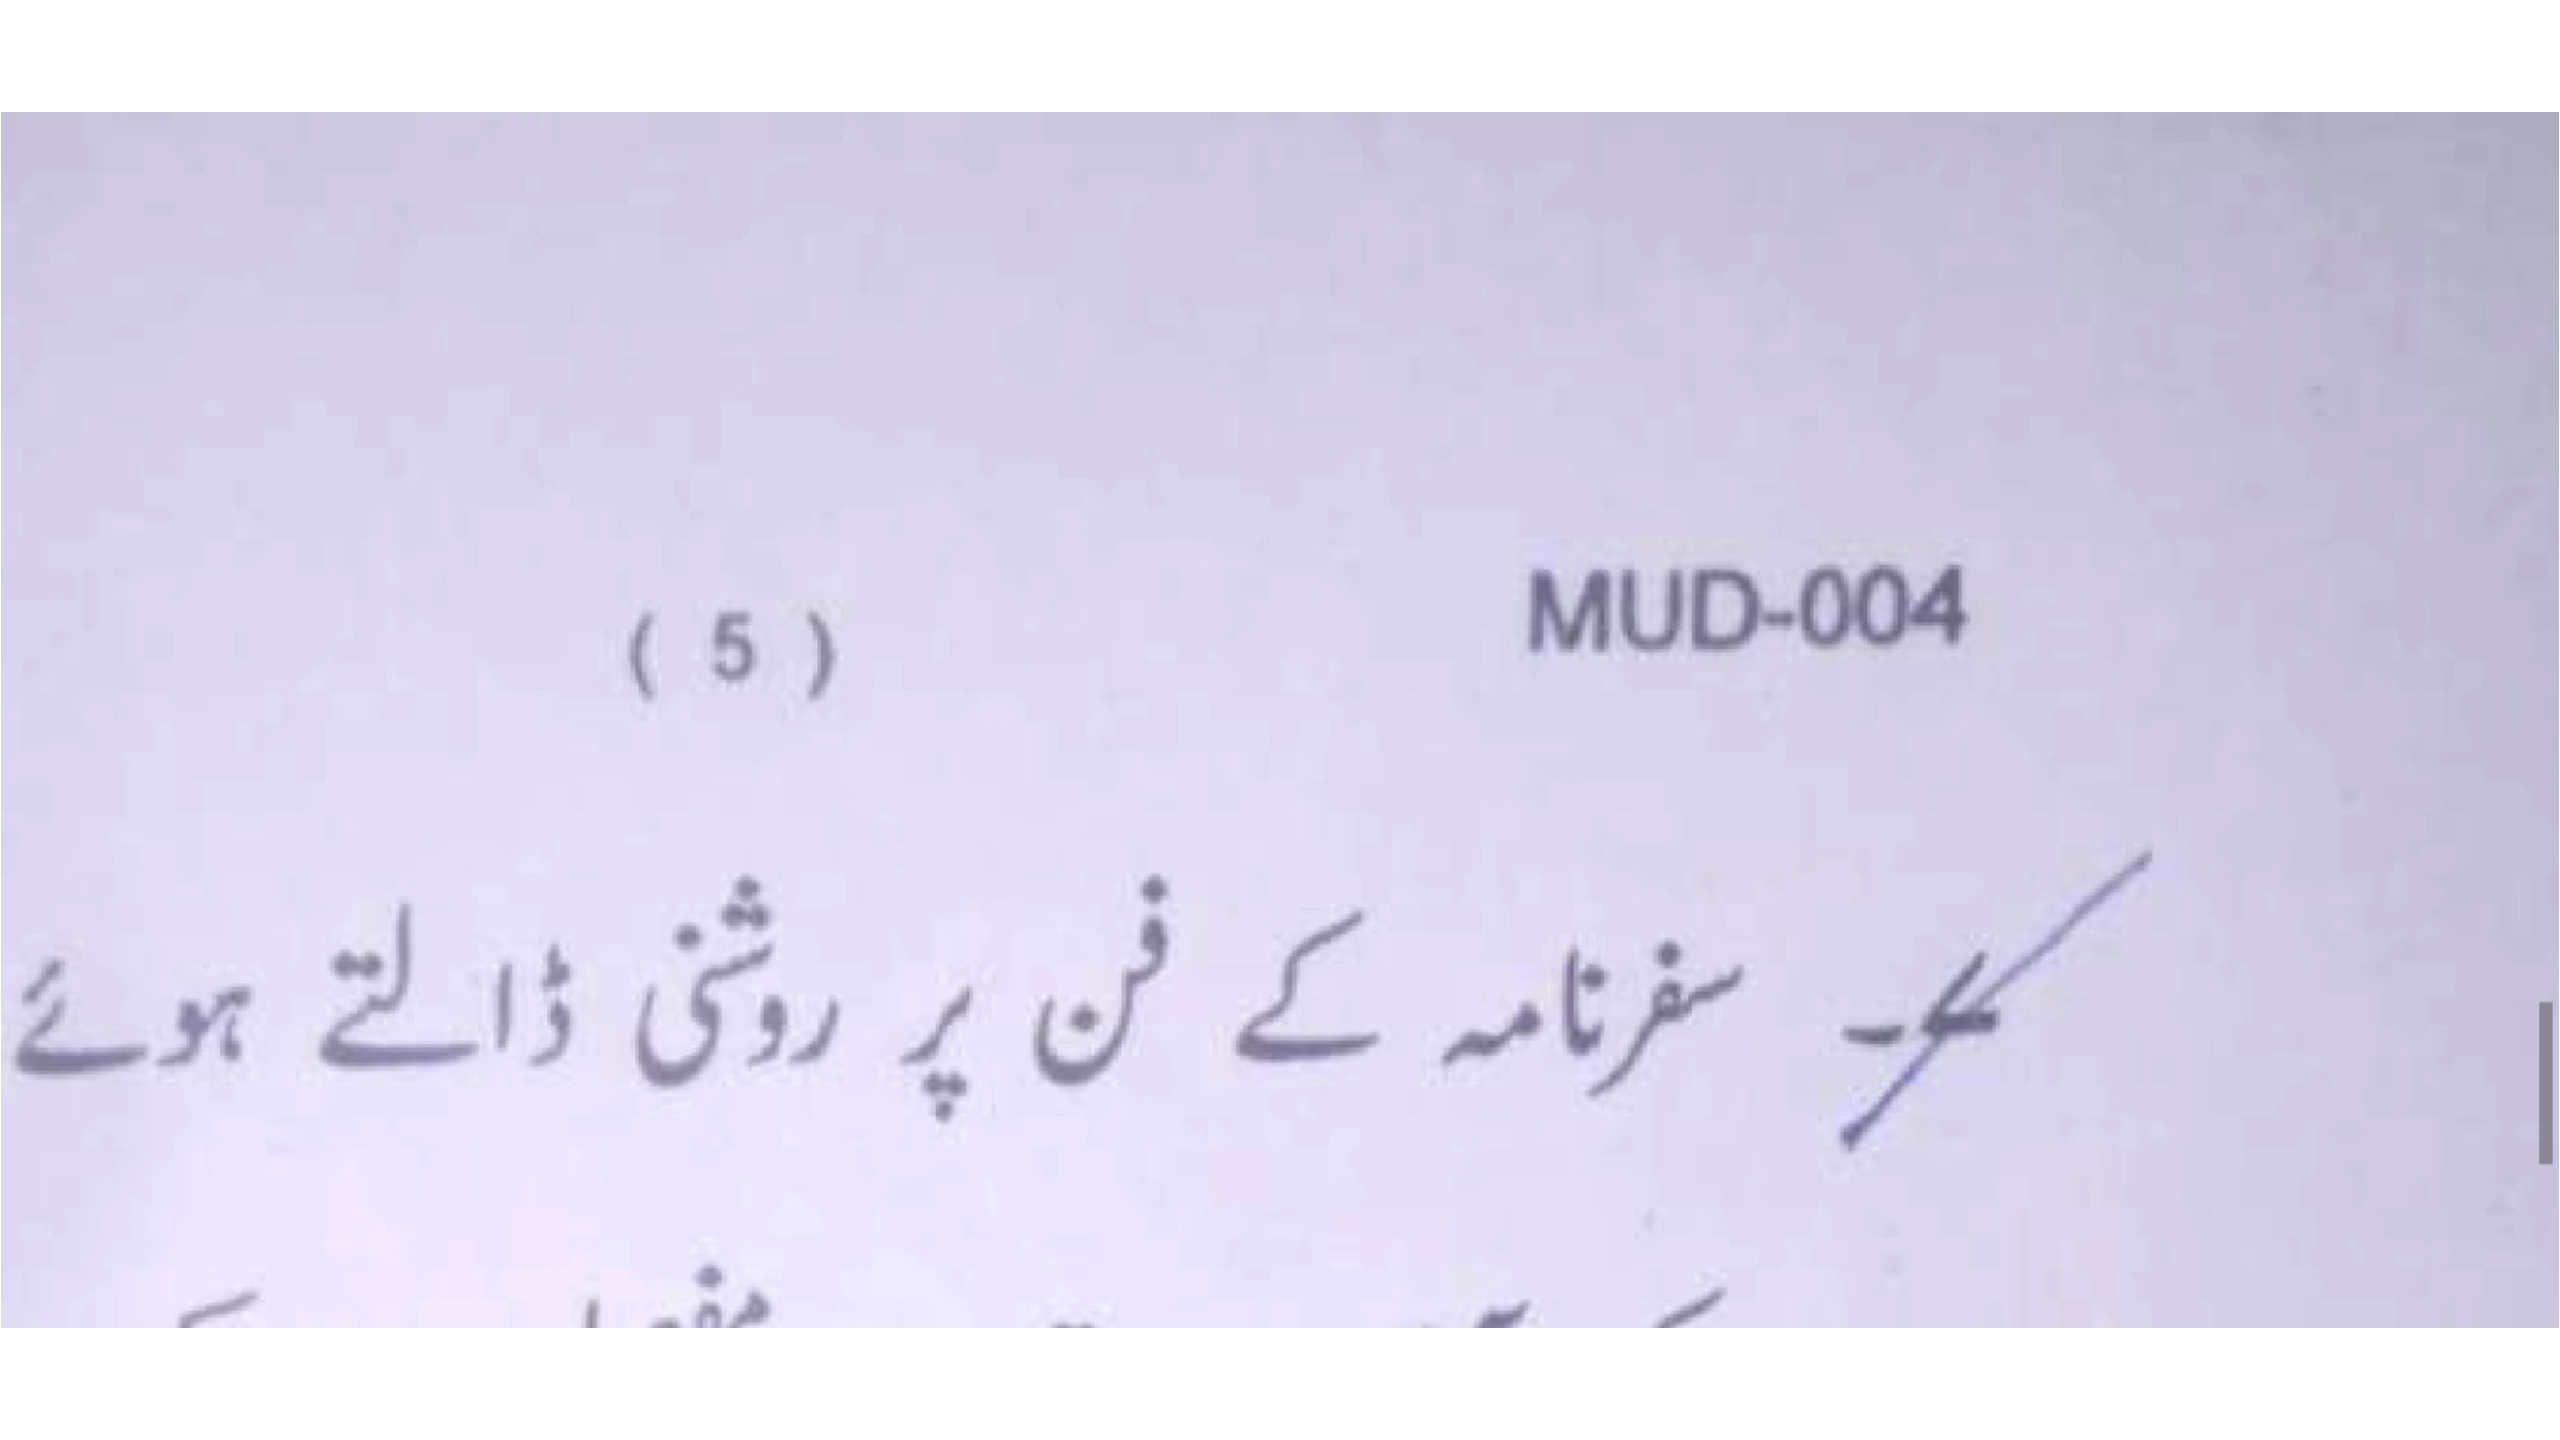 ( 5 ) MUD-004
سفرنامہ کے فن پر روشنی ڈالتے ہوئے